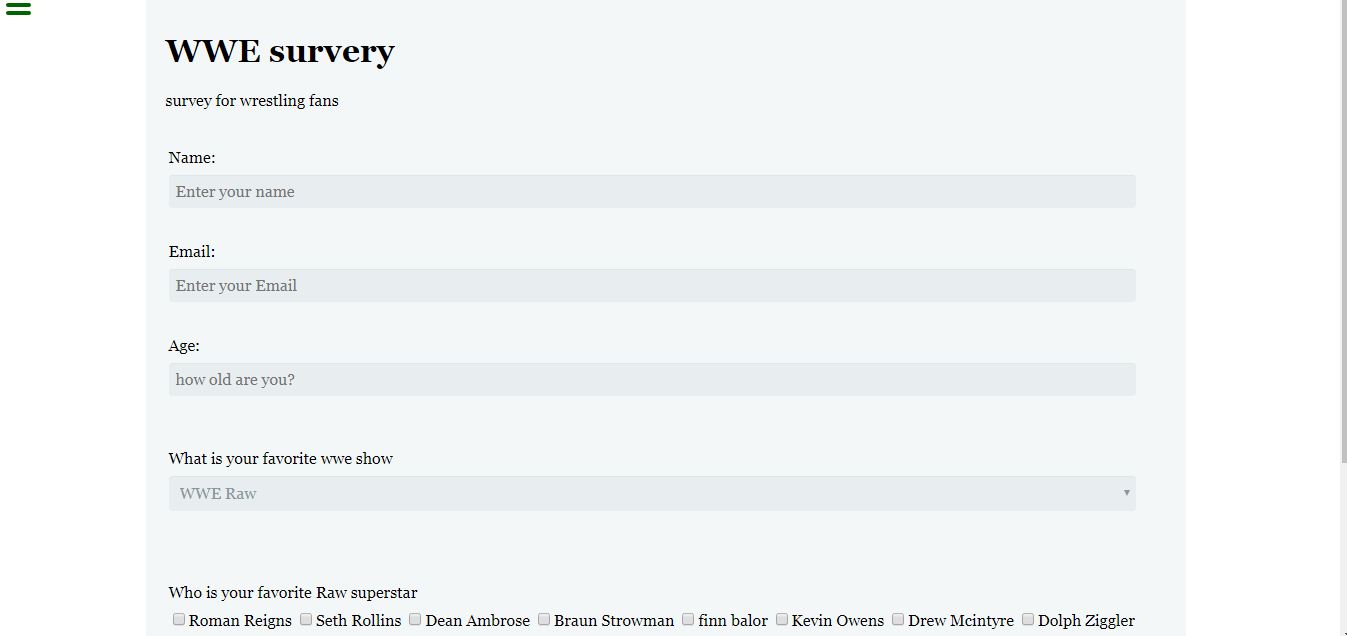 WWE survery
survey for wrestling fans
Name:
Enter your name
Email:
Enter your Email
Age:
how old are you?
What is your favorite wwe show
WWE Raw
Who is your favorite Raw superstar
Roman Reigns Seth Rollins Dean Ambrose Braun Strowman finn balor Kevin Owens Drew Mcintyre Dolph Ziggler